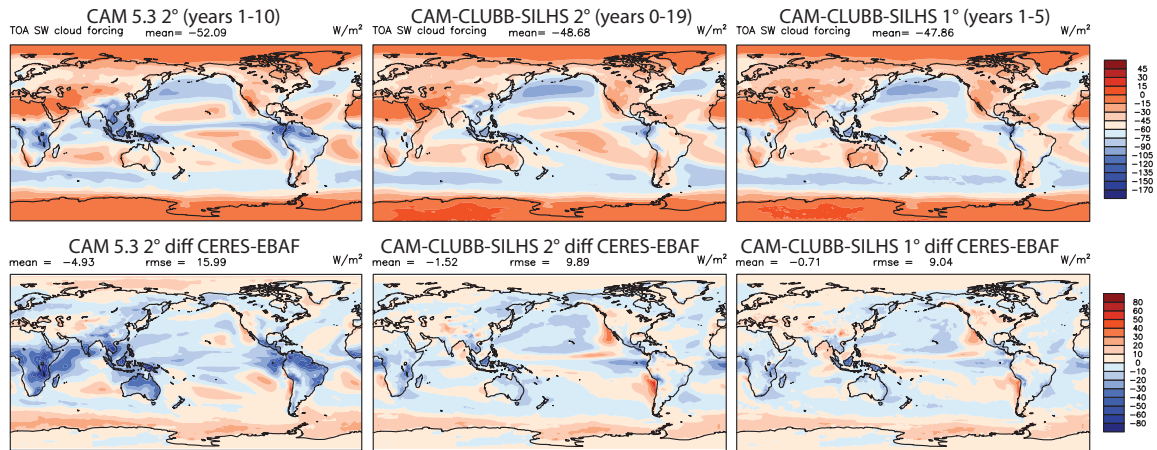 CAM 5.3 2° (years 1-10)
TOA SW cloud forcing mean= −52.09 W/m²
CAM-CLUBB-SILHS 2° (years 0-19)
TOA SW cloud forcing mean= −48.68 W/m²
CAM-CLUBB-SILHS 1° (years 1-5)
TOA SW cloud forcing mean= −47.86 W/m²
45
30
15
0
−15
−30
−45
−60
−75
−90
−105
−120
−135
−150
−170
CAM 5.3 2° diff CERES-EBAF
mean = −4.93 rmse = 15.99 W/m²
CAM-CLUBB-SILHS 2° diff CERES-EBAF
mean = −1.52 rmse = 9.89 W/m²
CAM-CLUBB-SILHS 1° diff CERES-EBAF
mean = −0.71 rmse = 9.04 W/m²
80
60
50
40
30
20
10
0
−10
−20
−30
−40
−50
−60
−80